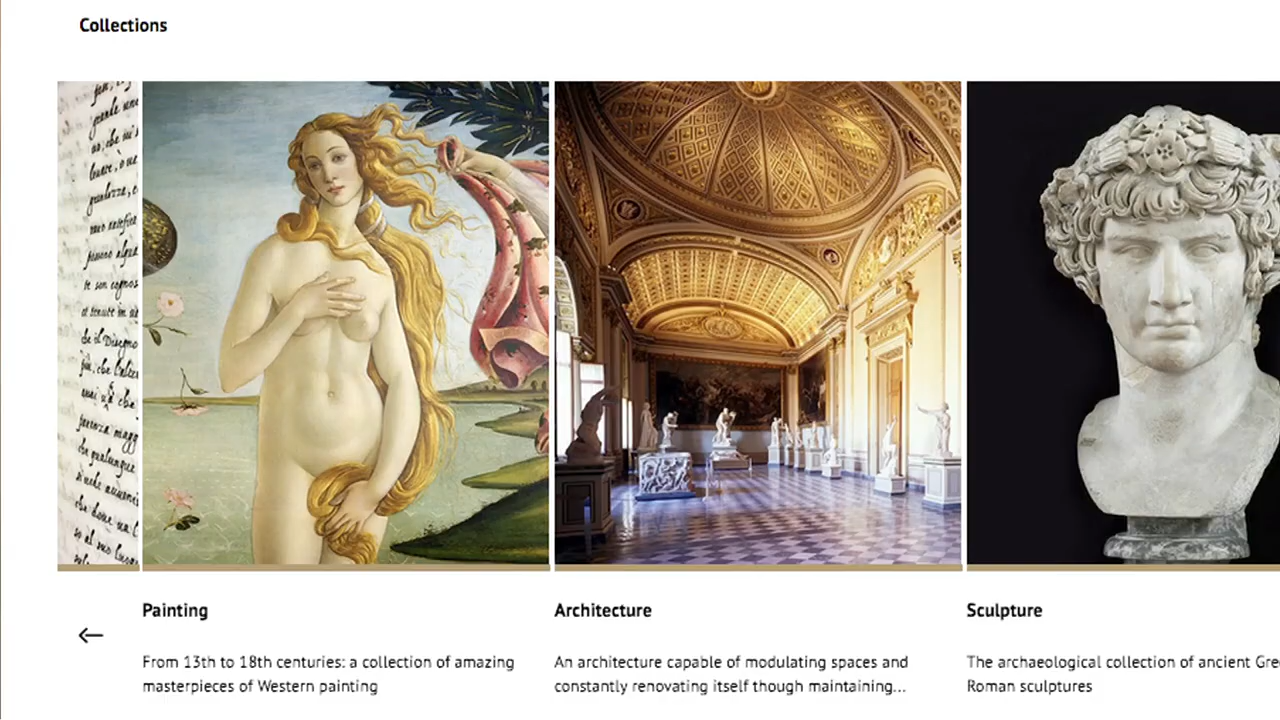 Collections
Painting
From 13th to 18th centuries: a collection of amazing
masterpieces of Western painting
Architecture
An architecture capable of modulating spaces and
constantly renovating itself though maintaining...
Sculpture
The archaeological collection of ancient
Roman sculptures